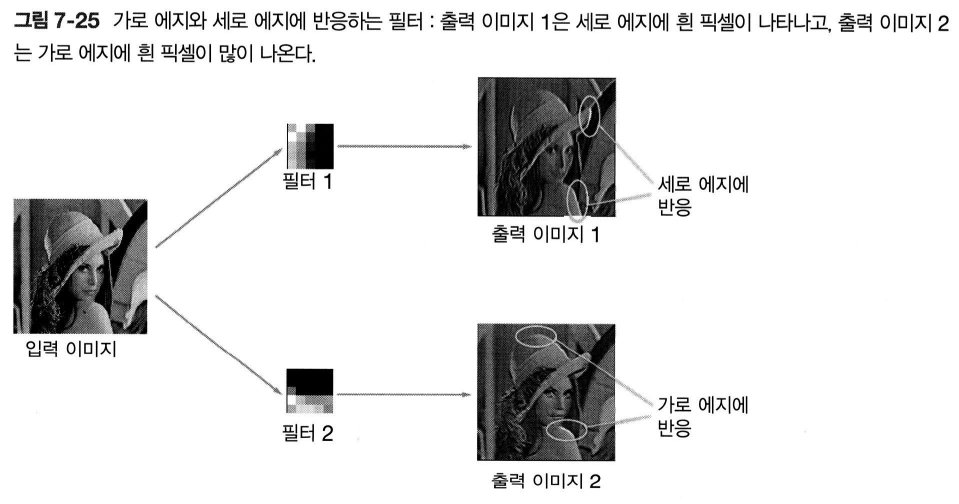 그림 7-25 가로 에지와 세로 에지에 반응하는 필터 : 출력 이미지 1은 세로 에지에 흰 픽셀이 나타나고, 출력 이미지 2
는 가로 에지에 흰 픽셀이 많이 나온다.
필터 1
세로 에지에
반응
출력 이미지 1
입력 이미지
가로 에지에
반응
필터 2
출력 이미지 2